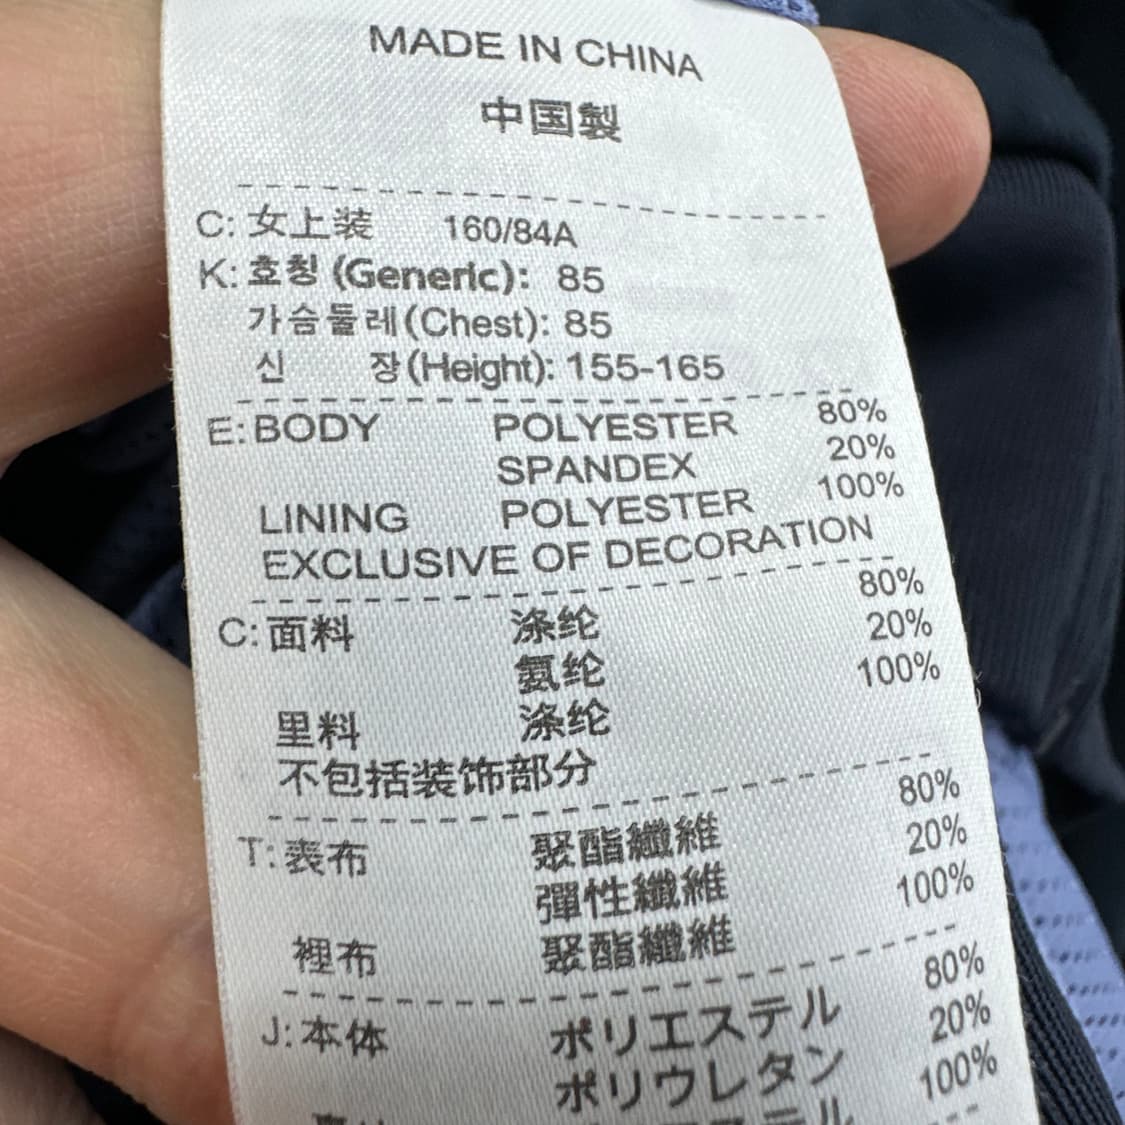 MADE IN CHINA
中国製
C: 女上装 160/84A
K: 호칭 (Generic): 85
가슴둘레 (Chest): 85
신 장 (Height): 155-165
E: BODY POLYESTER 80%
SPANDEX 20%
LINING POLYESTER 100%
EXCLUSIVE OF DECORATION
C: 面料 涤纶 80%
氨纶 20%
里料 涤纶 100%
不包括装饰部分
T: 表布 聚酯纖維 80%
彈性纖維 20%
裡布 聚酯纖維 100%
J: 本体 ポリエステル 80%
ポリウレタン 20%
100%